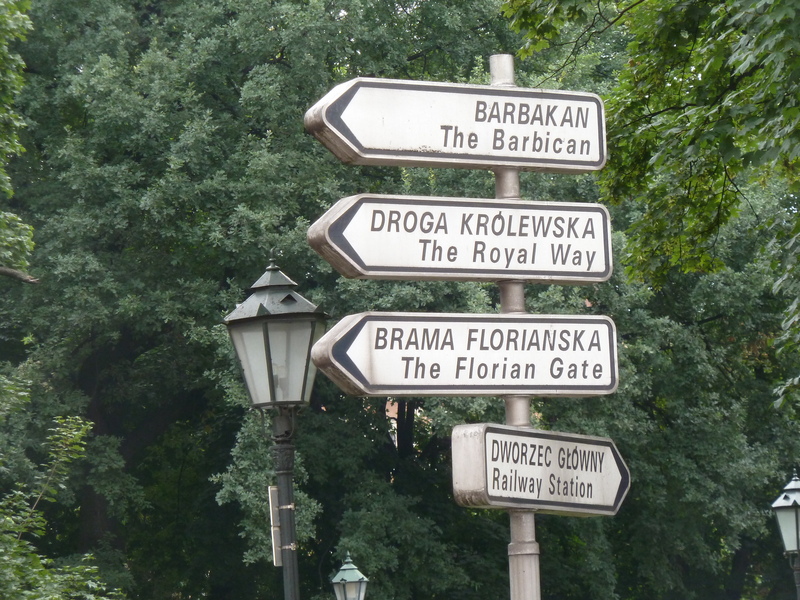 BARBAKAN
The Barbican
DROGA KRÓLEWSKA
The Royal Way
BRAMA FLORIANSKA
The Florian Gate
DWORZEC GŁÓWNY
Railway Station